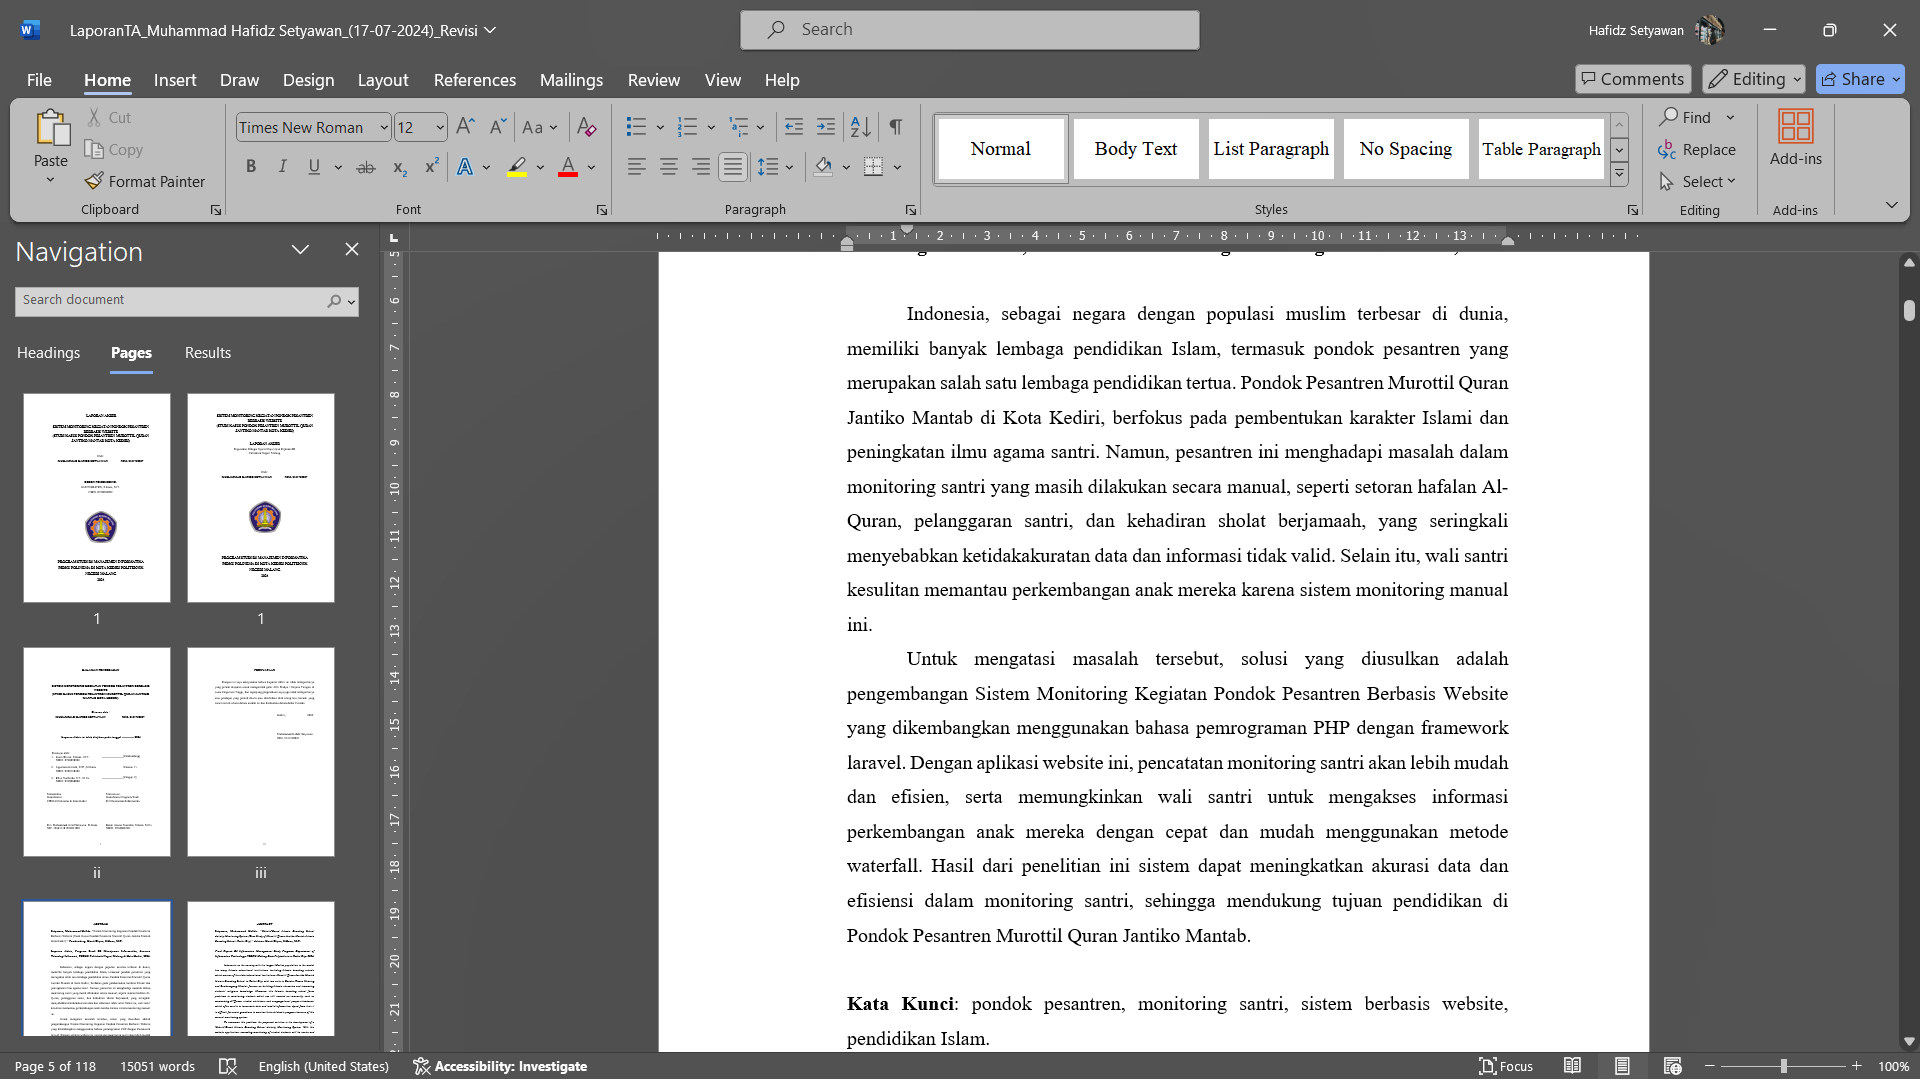 LaporanTA_Muhammad Hafidz Setyawan_(17-07-2024)_Revisi
Search
Hafidz Setyawan
File Home Insert Draw Design Layout References Mailings Review View Help
Comments Editing Share
Paste
Cut
Copy
Format Painter
Clipboard
Times New Roman 12
Font
Paragraph
Normal
Body Text
List Paragraph
No Spacing
Table Paragraph
Styles
Find
Replace
Select
Editing
Add-ins
Add-ins
Navigation
Search document
Headings Pages Results
1 1
ii iii
Indonesia, sebagai negara dengan populasi muslim terbesar di dunia,
memiliki banyak lembaga pendidikan Islam, termasuk pondok pesantren yang
merupakan salah satu lembaga pendidikan tertua. Pondok Pesantren Murottil Quran
Jantiko Mantab di Kota Kediri, berfokus pada pembentukan karakter Islami dan
peningkatan ilmu agama santri. Namun, pesantren ini menghadapi masalah dalam
monitoring santri yang masih dilakukan secara manual, seperti setoran hafalan Al-
Quran, pelanggaran santri, dan kehadiran sholat berjamaah, yang seringkali
menyebabkan ketidakakuratan data dan informasi tidak valid. Selain itu, wali santri
kesulitan memantau perkembangan anak mereka karena sistem monitoring manual
ini.
Untuk mengatasi masalah tersebut, solusi yang diusulkan adalah
pengembangan Sistem Monitoring Kegiatan Pondok Pesantren Berbasis Website
yang dikembangkan menggunakan bahasa pemrograman PHP dengan framework
laravel. Dengan aplikasi website ini, pencatatan monitoring santri akan lebih mudah
dan efisien, serta memungkinkan wali santri untuk mengakses informasi
perkembangan anak mereka dengan cepat dan mudah menggunakan metode
waterfall. Hasil dari penelitian ini sistem dapat meningkatkan akurasi data dan
efisiensi dalam monitoring santri, sehingga mendukung tujuan pendidikan di
Pondok Pesantren Murottil Quran Jantiko Mantab.
Kata Kunci: pondok pesantren, monitoring santri, sistem berbasis website,
pendidikan Islam.
Page 5 of 118 15051 words English (United States) Accessibility: Investigate
Focus 100%